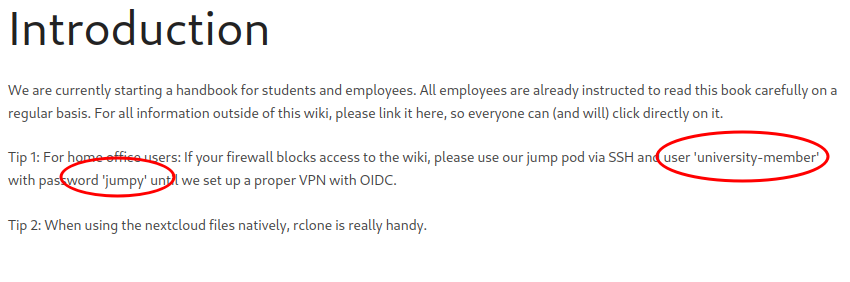 Introduction
We are currently starting a handbook for students and employees. All employees are already instructed to read this book carefully on a
regular basis. For all information outside of this wiki, please link it here, so everyone can (and will) click directly on it.
Tip 1: For home office users: If your firewall blocks access to the wiki, please use our jump pod via SSH and user 'university-member'
with password 'jumpy' until we set up a proper VPN with OIDC.
Tip 2: When using the nextcloud files natively, rclone is really handy.